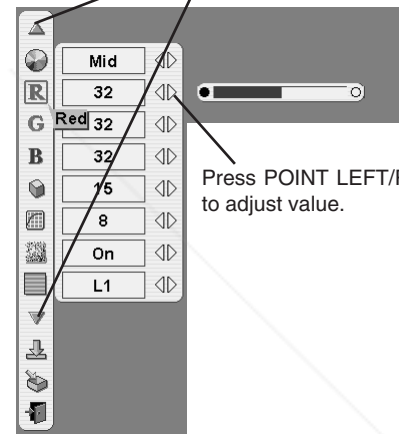 Mid
R 32
G Red 32
B 32
15
8
On
L1
Press POINT LEFT/
to adjust value.